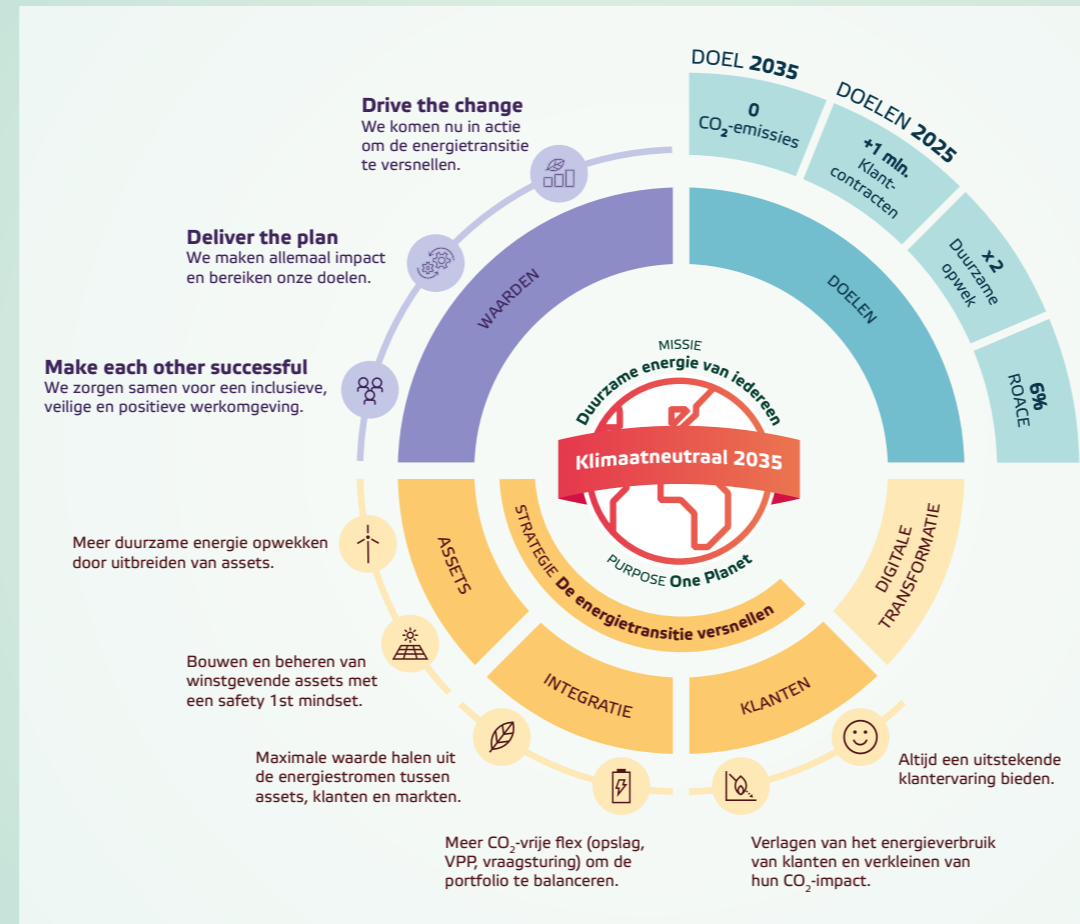 DOEL 2035
0
CO₂-emissies
DOELEN 2025
+1 mln.
Klant-
contracten
x 2
Duurzame
opwek
6%
ROACE
DOELEN
Drive the change
We komen nu in actie
om de energietransitie
te versnellen.
Deliver the plan
We maken allemaal impact
en bereiken onze doelen.
Make each other successful
We zorgen samen voor een inclusieve,
veilige en positieve werkomgeving.
WAARDEN
MISSIE
Duurzame energie van iedereen
Klimaatneutraal 2035
PURPOSE One Planet
STRATEGIE De energietransitie versnellen
ASSETS
INTEGRATIE
KLANTEN
DIGITALE
TRANSFORMATIE
Meer duurzame energie opwekken
door uitbreiden van assets.
Bouwen en beheren van
winstgevende assets met
een safety 1st mindset.
Maximale waarde halen uit
de energiestromen tussen
assets, klanten en markten.
Meer CO₂-vrije flex (opslag,
VPP, vraagsturing) om de
portfolio te balanceren.
Verlagen van het energieverbruik
van klanten en verkleinen van
hun CO₂-impact.
Altijd een uitstekende
klantervaring bieden.